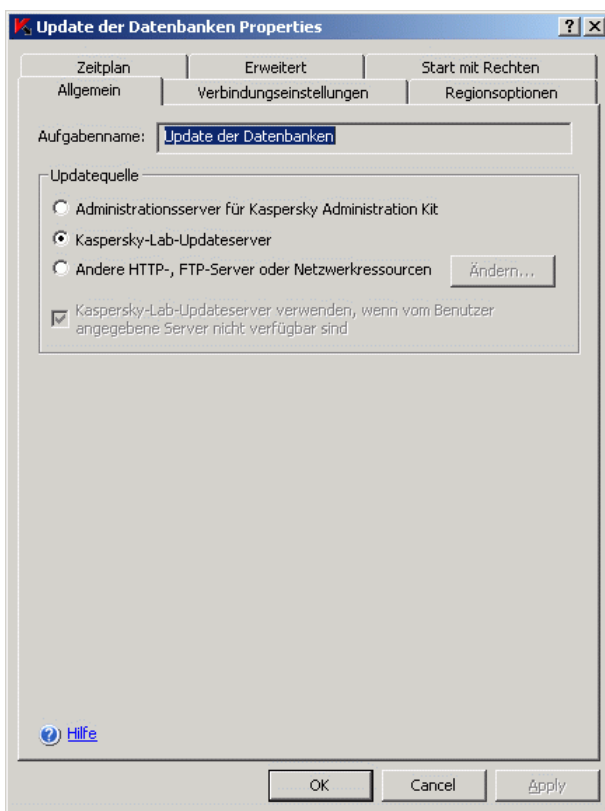 Update der Datenbanken Properties
Zeitplan
Erweitert
Start mit Rechten
Allgemein
Verbindungseinstellungen
Regionsoptionen
Aufgabenname:
Update der Datenbanken
Updatequelle
Administrationsserver für Kaspersky Administration Kit
Kaspersky-Lab-Updateserver
Andere HTTP-, FTP-Server oder Netzwerkressourcen
Ändern...
Kaspersky-Lab-Updateserver verwenden, wenn vom Benutzer
angegebene Server nicht verfügbar sind
Hilfe
OK
Cancel
Apply